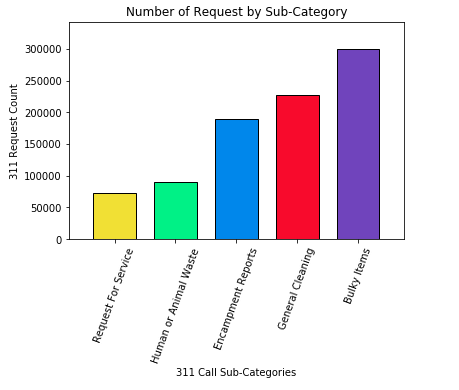 Number of Request by Sub-Category
311 Request Count
300000
250000
200000
150000
100000
50000
0
Request For Service
Human or Animal Waste
Encampment Reports
General Cleaning
Bulky Items
311 Call Sub-Categories